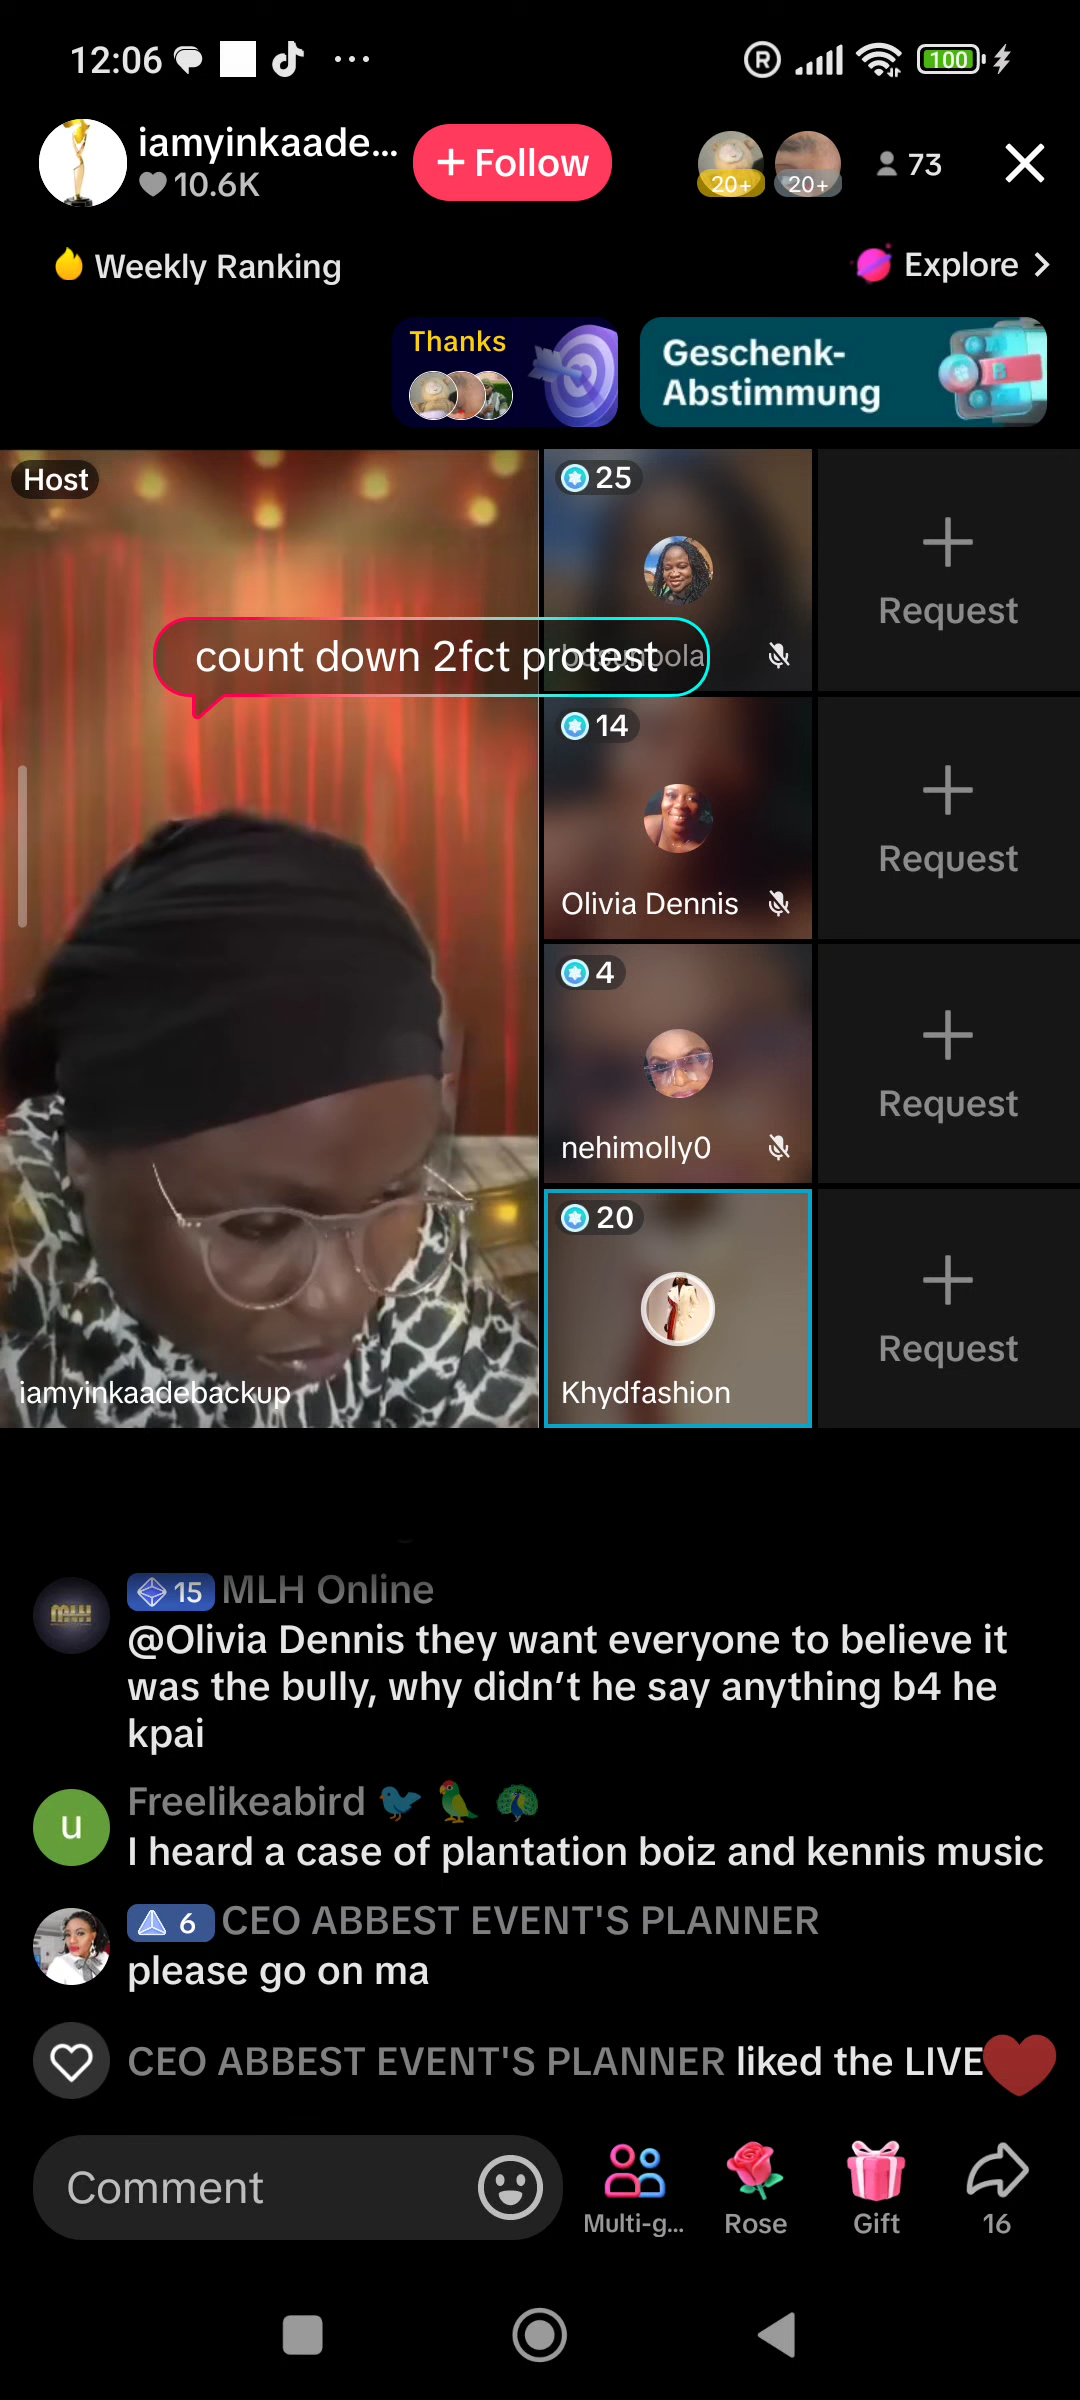 12:06
R
100
iamyinkaade...
10.6K
+ Follow
20+
20+
73
Weekly Ranking
Explore >
Thanks
Geschenk-
Abstimmung
Host
25
Request
count down 2fct protest
14
Request
Olivia Dennis
4
Request
nehimolly0
20
Request
iamyinkaadebackup
Khydfashion
MLH
15 MLH Online
@Olivia Dennis they want everyone to believe it
was the bully, why didn’t he say anything b4 he
kpai
u
Freelikeabird 🐦 🦜 🦚
I heard a case of plantation boiz and kennis music
6 CEO ABBEST EVENT'S PLANNER
please go on ma
CEO ABBEST EVENT'S PLANNER liked the LIVE
Comment
Multi-g...
Rose
Gift
16